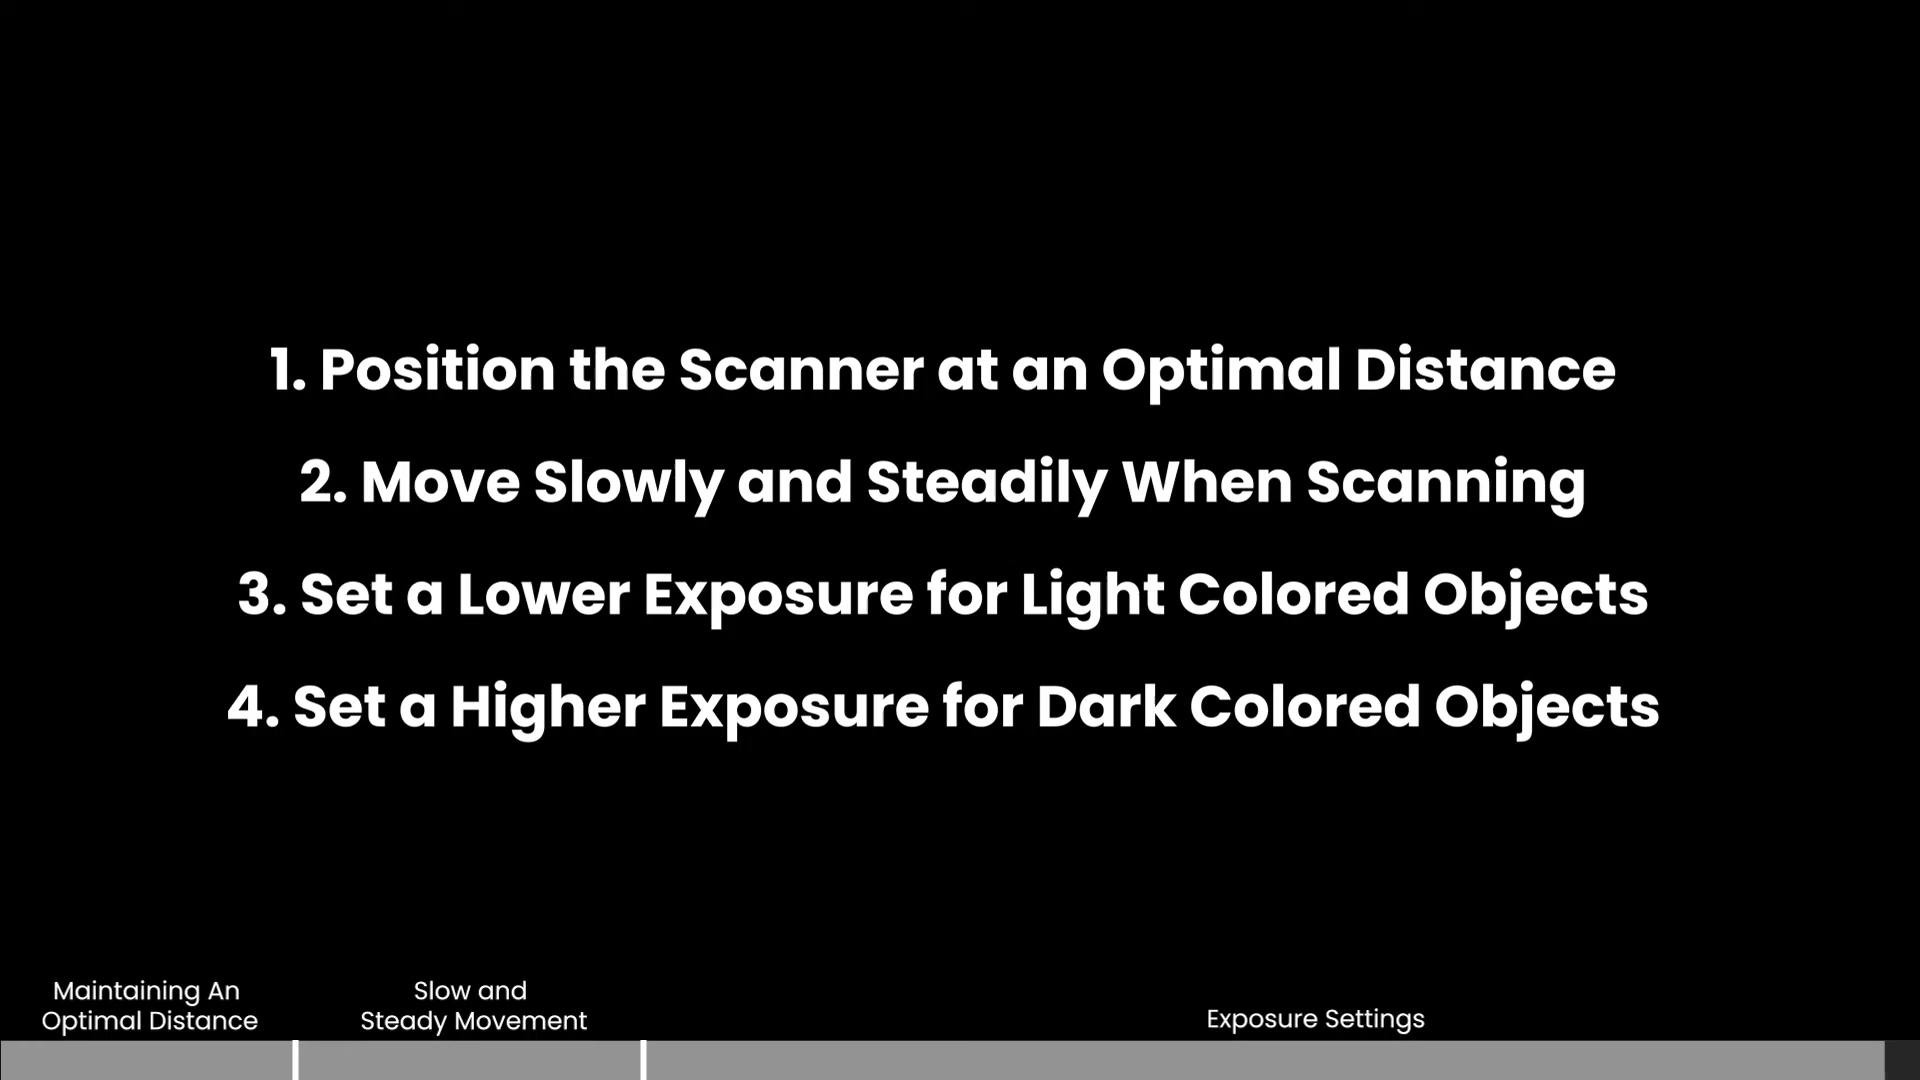 1. Position the Scanner at an Optimal Distance
2. Move Slowly and Steadily When Scanning
3. Set a Lower Exposure for Light Colored Objects
4. Set a Higher Exposure for Dark Colored Objects
Maintaining An
Optimal Distance
Slow and
Steady Movement
Exposure Settings